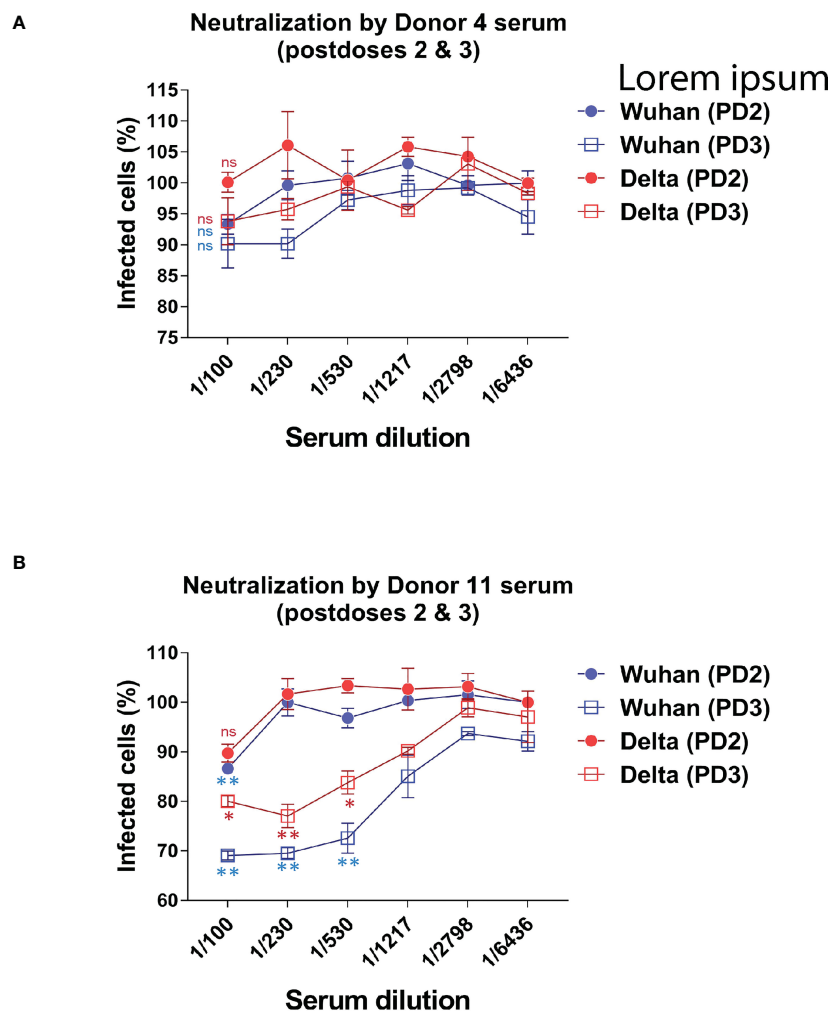 A
Neutralization by Donor 4 serum
(postdoses 2 & 3)
Lorem ipsum
Wuhan (PD2)
Wuhan (PD3)
Delta (PD2)
Delta (PD3)
Infected cells (%)
115
110
105
100
95
90
85
80
75
ns
ns
ns
ns
1/100
1/230
1/530
1/1217
1/2798
1/6436
Serum dilution
B
Neutralization by Donor 11 serum
(postdoses 2 & 3)
Wuhan (PD2)
Wuhan (PD3)
Delta (PD2)
Delta (PD3)
Infected cells (%)
110
100
90
80
70
60
ns
**
*
**
*
**
**
**
1/100
1/230
1/530
1/1217
1/2798
1/6436
Serum dilution